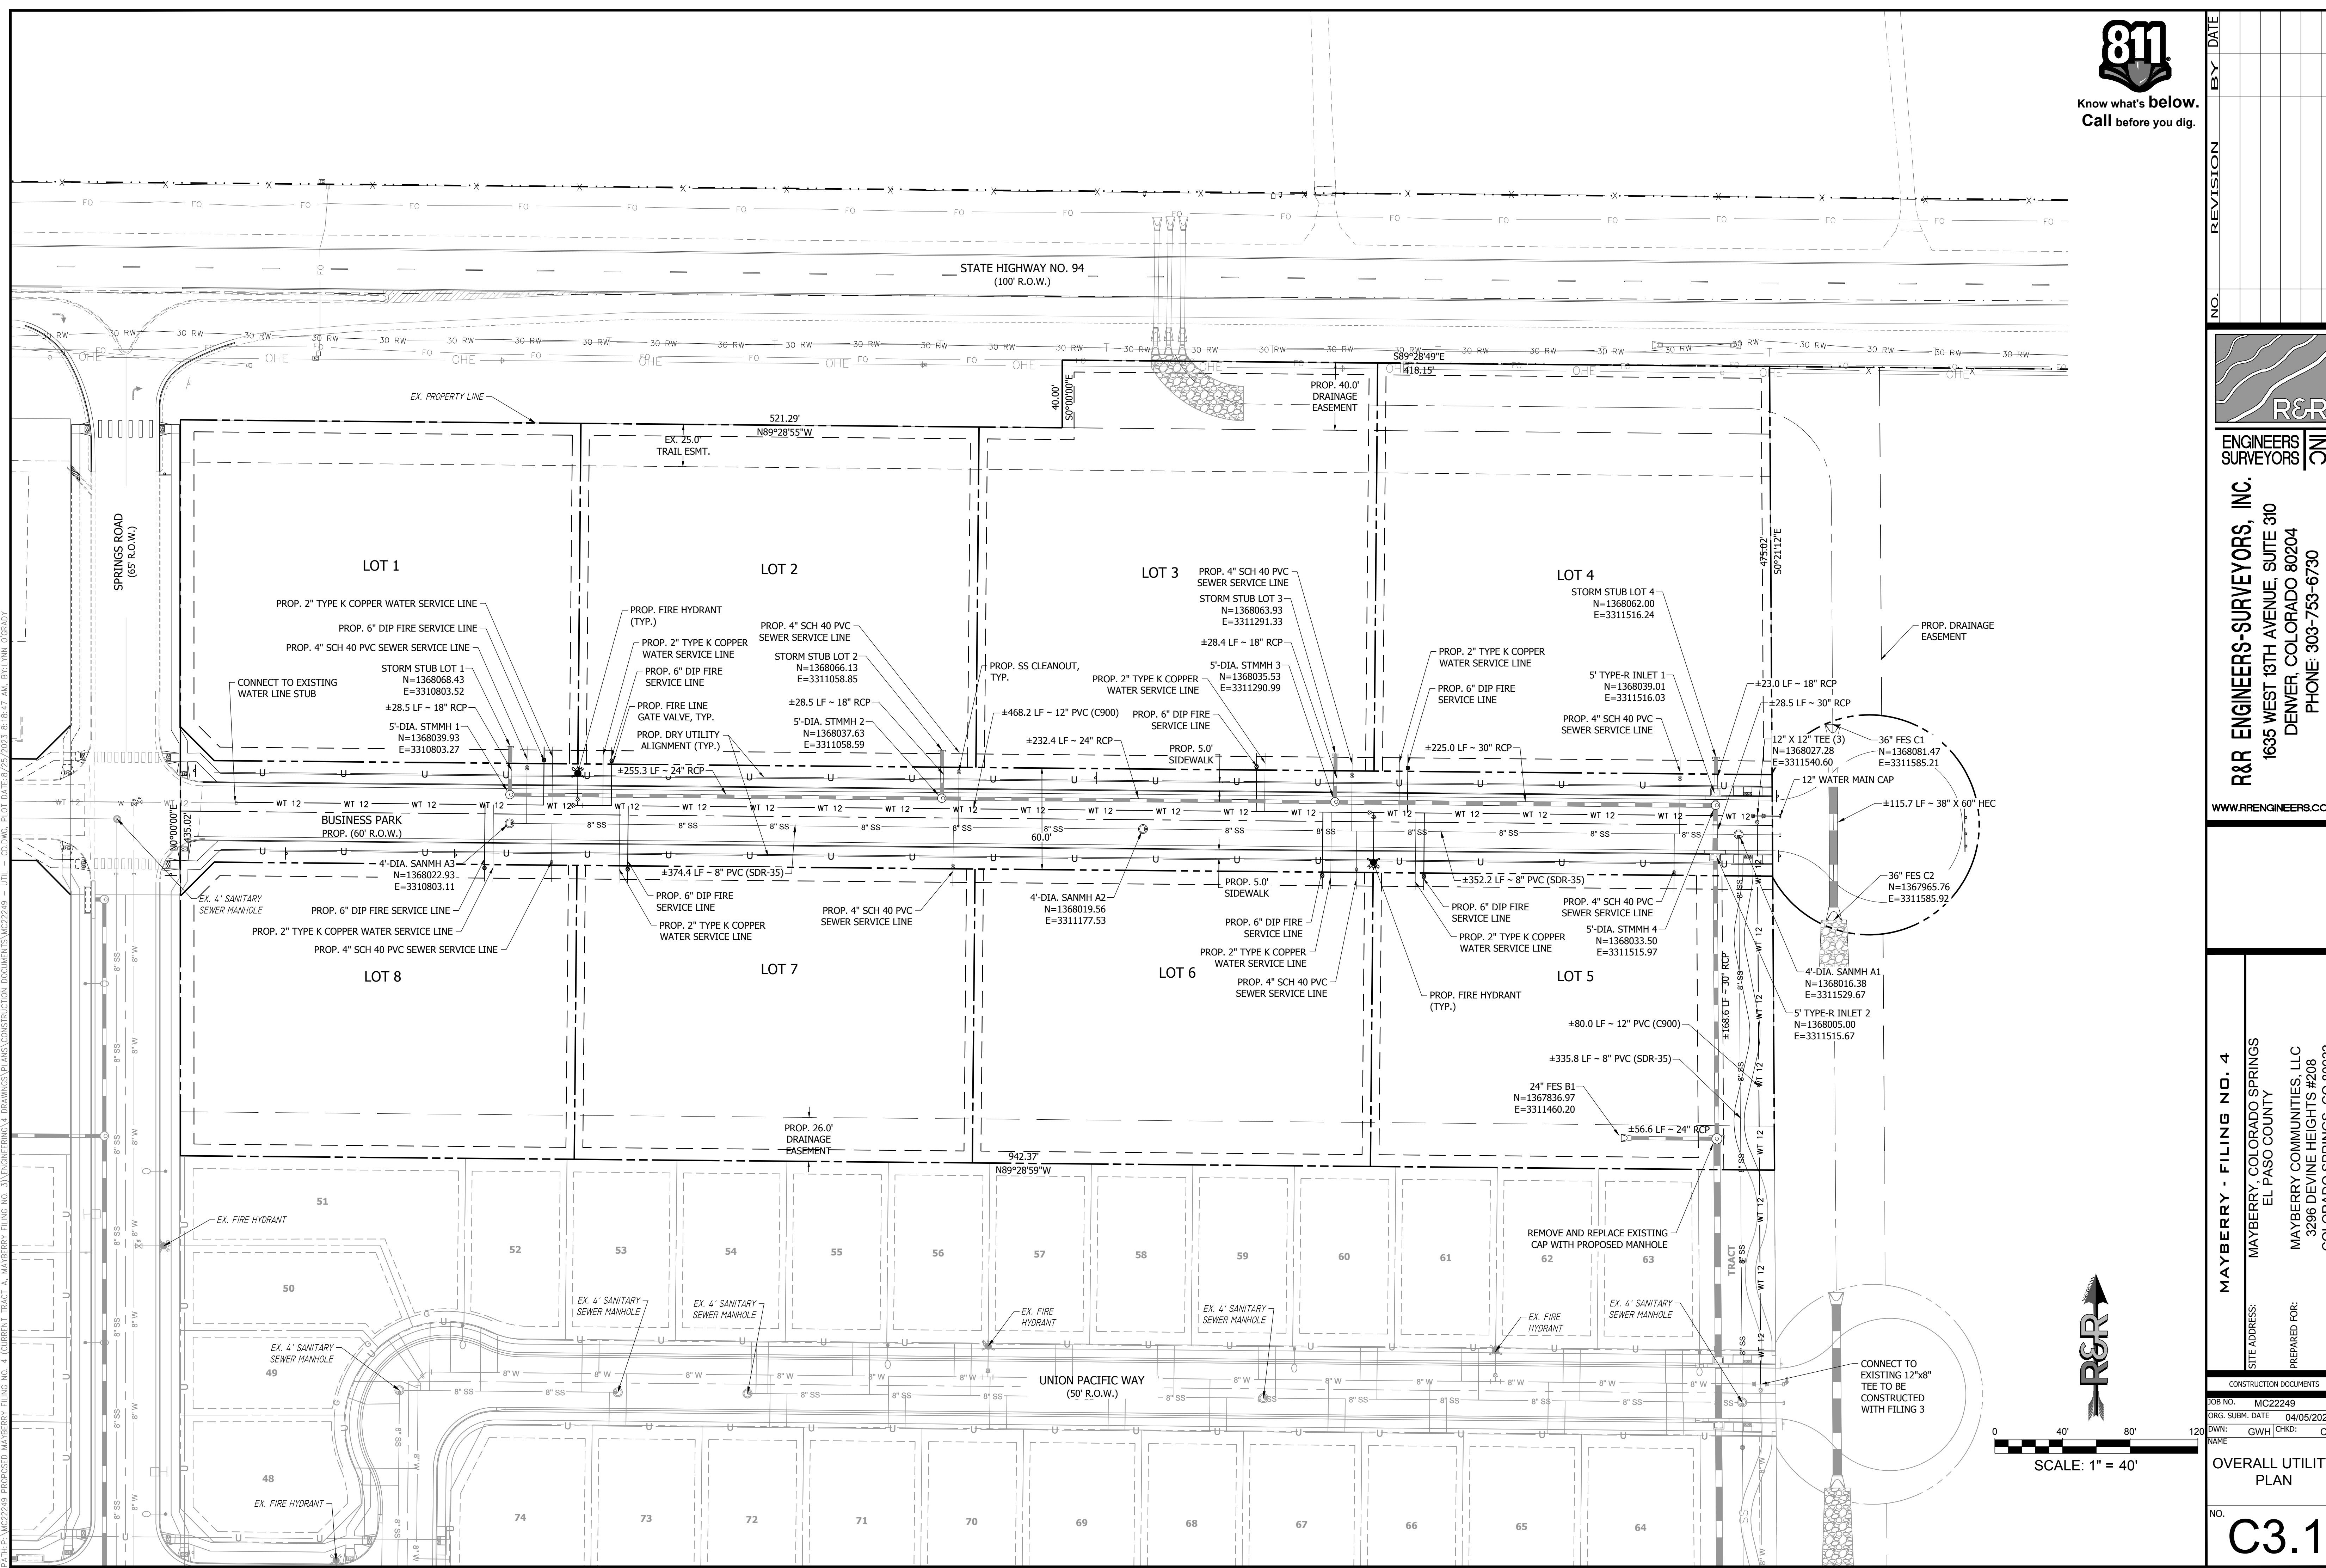 811
Know what's below.
Call before you dig.
STATE HIGHWAY NO. 94
(100' R.O.W.)
EX. PROPERTY LINE
521.29'
N89°28'55"W
EX. 25.0'
TRAIL ESMT.
40.00'
S0°00'00"E
S89°28'49"E
418.15'
PROP. 40.0'
DRAINAGE
EASEMENT
475.02'
S0°21'12"E
SPRINGS ROAD
(65' R.O.W.)
LOT 1
LOT 2
LOT 3
LOT 4
PROP. 2" TYPE K COPPER WATER SERVICE LINE
PROP. 6" DIP FIRE SERVICE LINE
PROP. 4" SCH 40 PVC SEWER SERVICE LINE
STORM STUB LOT 1
N=1368068.43
E=3310803.52
±28.5 LF ~ 18" RCP
5'-DIA. STMMH 1
N=1368039.93
E=3310803.27
CONNECT TO EXISTING
WATER LINE STUB
PROP. FIRE HYDRANT
(TYP.)
PROP. 2" TYPE K COPPER
WATER SERVICE LINE
PROP. 6" DIP FIRE
SERVICE LINE
PROP. FIRE LINE
GATE VALVE, TYP.
PROP. DRY UTILITY
ALIGNMENT (TYP.)
±255.3 LF ~ 24" RCP
PROP. 4" SCH 40 PVC
SEWER SERVICE LINE
STORM STUB LOT 2
N=1368066.13
E=3311058.85
±28.5 LF ~ 18" RCP
5'-DIA. STMMH 2
N=1368037.63
E=3311058.59
PROP. SS CLEANOUT,
TYP.
±468.2 LF ~ 12" PVC (C900)
±232.4 LF ~ 24" RCP
PROP. 4" SCH 40 PVC
SEWER SERVICE LINE
STORM STUB LOT 3
N=1368063.93
E=3311291.33
±28.4 LF ~ 18" RCP
5'-DIA. STMMH 3
N=1368035.53
E=3311290.99
PROP. 2" TYPE K COPPER
WATER SERVICE LINE
PROP. 6" DIP FIRE
SERVICE LINE
PROP. 5.0'
SIDEWALK
PROP. 2" TYPE K COPPER
WATER SERVICE LINE
PROP. 6" DIP FIRE
SERVICE LINE
±225.0 LF ~ 30" RCP
STORM STUB LOT 4
N=1368062.00
E=3311516.24
5' TYPE-R INLET 1
N=1368039.01
E=3311516.03
PROP. 4" SCH 40 PVC
SEWER SERVICE LINE
PROP. DRAINAGE
EASEMENT
±23.0 LF ~ 18" RCP
±28.5 LF ~ 30" RCP
12" X 12" TEE (3)
N=1368027.28
E=3311540.60
36" FES C1
N=1368081.47
E=3311585.21
12" WATER MAIN CAP
±115.7 LF ~ 38" X 60" HEC
36" FES C2
N=1367965.76
E=3311585.92
BUSINESS PARK
PROP. (60' R.O.W.)
N0°00'00"E
435.02'
60.0'
EX. 4' SANITARY
SEWER MANHOLE
4'-DIA. SANMH A3
N=1368022.93
E=3310803.11
PROP. 6" DIP FIRE SERVICE LINE
PROP. 2" TYPE K COPPER WATER SERVICE LINE
PROP. 4" SCH 40 PVC SEWER SERVICE LINE
±374.4 LF ~ 8" PVC (SDR-35)
PROP. 6" DIP FIRE
SERVICE LINE
PROP. 2" TYPE K COPPER
WATER SERVICE LINE
PROP. 4" SCH 40 PVC
SEWER SERVICE LINE
4'-DIA. SANMH A2
N=1368019.56
E=3311177.53
PROP. 5.0'
SIDEWALK
PROP. 6" DIP FIRE
SERVICE LINE
PROP. 2" TYPE K COPPER
WATER SERVICE LINE
PROP. 4" SCH 40 PVC
SEWER SERVICE LINE
±352.2 LF ~ 8" PVC (SDR-35)
PROP. 6" DIP FIRE
SERVICE LINE
PROP. 2" TYPE K COPPER
WATER SERVICE LINE
PROP. FIRE HYDRANT
(TYP.)
PROP. 4" SCH 40 PVC
SEWER SERVICE LINE
5'-DIA. STMMH 4
N=1368033.50
E=3311515.97
4'-DIA. SANMH A1
N=1368016.38
E=3311529.67
5' TYPE-R INLET 2
N=1368005.00
E=3311515.67
LOT 8
LOT 7
LOT 6
LOT 5
±168.6 LF ~ 30" RCP
±80.0 LF ~ 12" PVC (C900)
±335.8 LF ~ 8" PVC (SDR-35)
24" FES B1
N=1367836.97
E=3311460.20
±56.6 LF ~ 24" RCP
PROP. 26.0'
DRAINAGE
EASEMENT
942.37'
N89°28'59"W
REMOVE AND REPLACE EXISTING
CAP WITH PROPOSED MANHOLE
TRACT
EX. FIRE HYDRANT
51
52
53
54
55
56
57
58
59
60
61
62
63
50
49
48
EX. 4' SANITARY
SEWER MANHOLE
EX. 4' SANITARY
SEWER MANHOLE
EX. 4' SANITARY
SEWER MANHOLE
EX. FIRE
HYDRANT
EX. 4' SANITARY
SEWER MANHOLE
EX. FIRE
HYDRANT
EX. 4' SANITARY
SEWER MANHOLE
UNION PACIFIC WAY
(50' R.O.W.)
CONNECT TO
EXISTING 12"x8"
TEE TO BE
CONSTRUCTED
WITH FILING 3
EX. FIRE HYDRANT
74
73
72
71
70
69
68
67
66
65
64
R&R
0 40' 80' 120
SCALE: 1" = 40'
NO. REVISION BY DATE
R&R
ENGINEERS
SURVEYORS
INC
R&R ENGINEERS-SURVEYORS, INC.
1635 WEST 13TH AVENUE, SUITE 310
DENVER, COLORADO 80204
PHONE: 303-753-6730
WWW.RRENGINEERS.CO
MAYBERRY - FILING NO. 4
SITE ADDRESS:
MAYBERRY, COLORADO SPRINGS
EL PASO COUNTY
PREPARED FOR:
MAYBERRY COMMUNITIES, LLC
3296 DEVINE HEIGHTS #208
CONSTRUCTION DOCUMENTS
JOB NO. MC22249
ORG. SUBM. DATE 04/05/202
DWN: GWH CHKD: C
NAME
OVERALL UTILIT
PLAN
NO.
C3.1